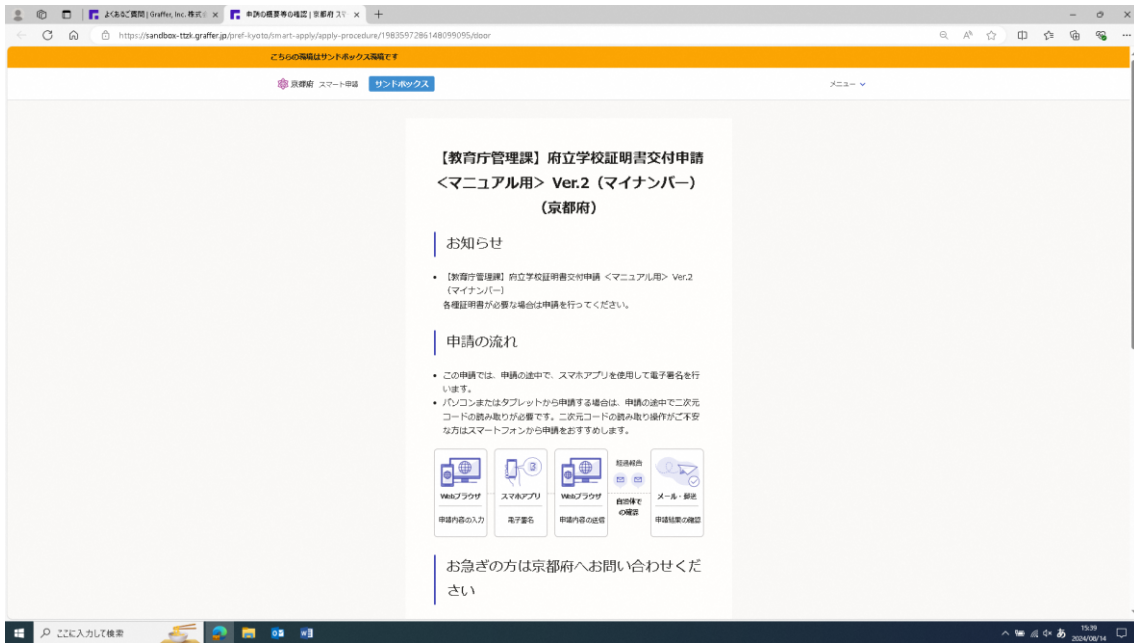 よくあるご質問 | Graffer, Inc. 株式
申請の概要等の確認 | 京都府 ス
https://sandbox-ttzk.graffer.jp/pref-kyoto/smart-apply/apply-procedure/1983597286148099095/door
こちらの環境はサンドボックス環境です
京都府 スマート申請 サンドボックス
メニュー
【教育庁管理課】府立学校証明書交付申請
<マニュアル用> Ver.2（マイナンバー）
（京都府）
お知らせ
• 【教育庁管理課】府立学校証明書交付申請 <マニュアル用> Ver.2
（マイナンバー）
各種証明書が必要な場合は申請を行ってください。
申請の流れ
• この申請では、申請の途中で、スマホアプリを使用して電子署名を行
います。
• パソコンまたはタブレットから申請する場合は、申請の途中で二次元
コードの読み取りが必要です。二次元コードの読み取り操作がご不安
な方はスマートフォンから申請をおすすめします。
Webブラウザ
申請内容の入力
スマホアプリ
電子署名
Webブラウザ
申請内容の送信
経過報告
自治体で
の確認
メール・郵送
申請結果の確認
お急ぎの方は京都府へお問い合わせくだ
さい
ここに入力して検索
あ
15:39
2024/06/14